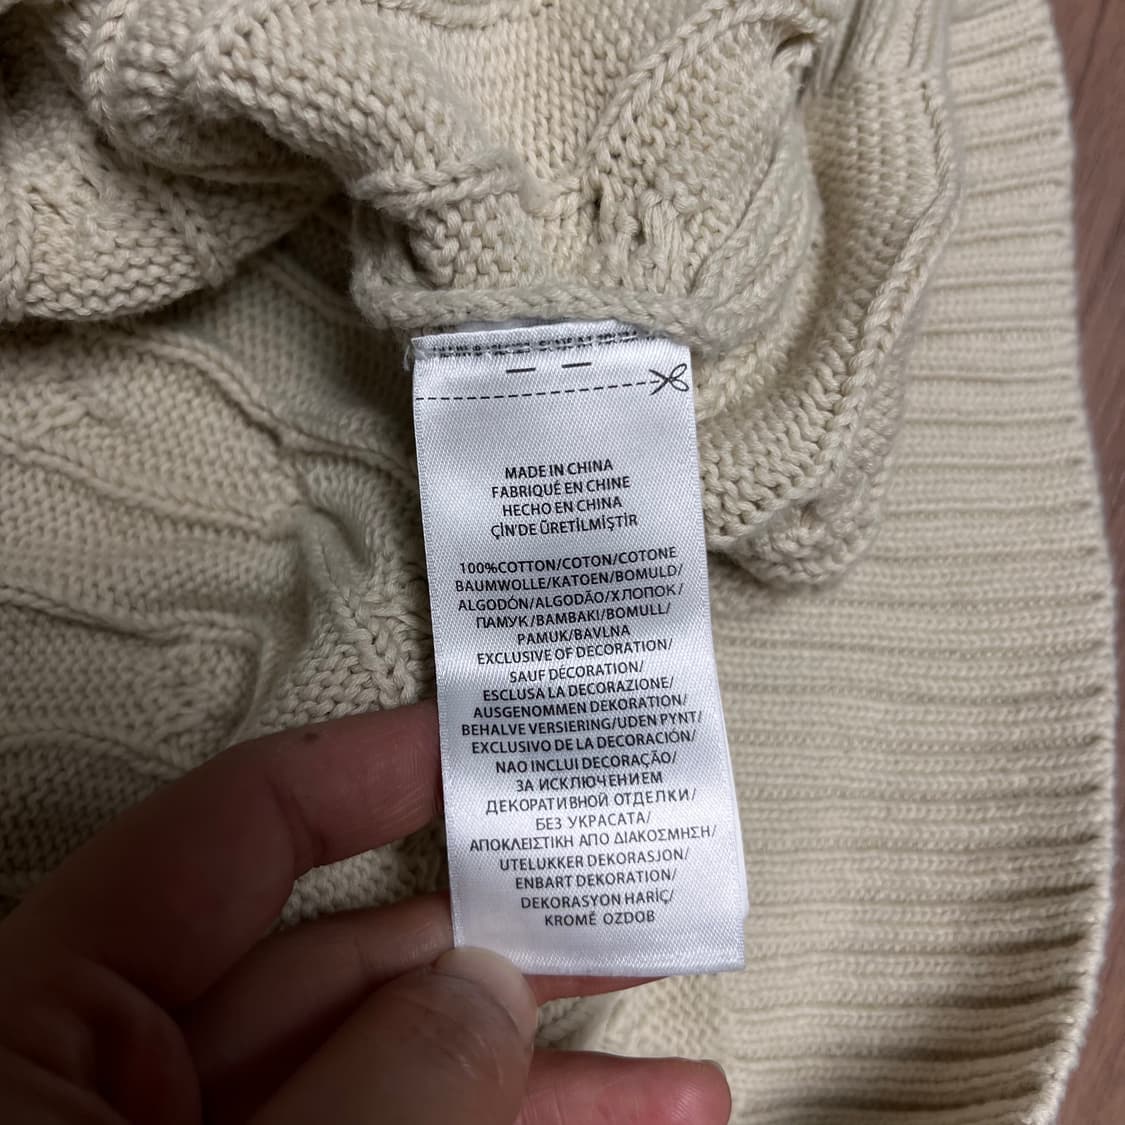 MADE IN CHINA
FABRIQUÉ EN CHINE
HECHO EN CHINA
ÇİN'DE ÜRETİLMİŞTİR
100%COTTON/COTON/COTONE
BAUMWOLLE/KATOEN/BOMULD/
ALGODÓN/ALGODÃO/ХЛОПОК/
ПАМУК/BAMBAKI/BOMULL/
PAMUK/BAVLNA
EXCLUSIVE OF DECORATION/
SAUF DÉCORATION/
ESCLUSA LA DECORAZIONE/
AUSGENOMMEN DEKORATION/
BEHALVE VERSIERING/UDEN PYNT/
EXCLUSIVO DE LA DECORACIÓN/
NAO INCLUI DECORAÇÃO/
ЗА ИСКЛЮЧЕНИЕМ
ДЕКОРАТИВНОЙ ОТДЕЛКИ/
БЕЗ УКРАСАТА/
ΑΠΟΚΛΕΙΣΤΙΚΗ ΑΠΟ ΔΙΑΚΟΣΜΗΣΗ/
UTELUKKER DEKORASJON/
ENBART DEKORATION/
DEKORASYON HARİÇ/
KROMĚ OZDOB